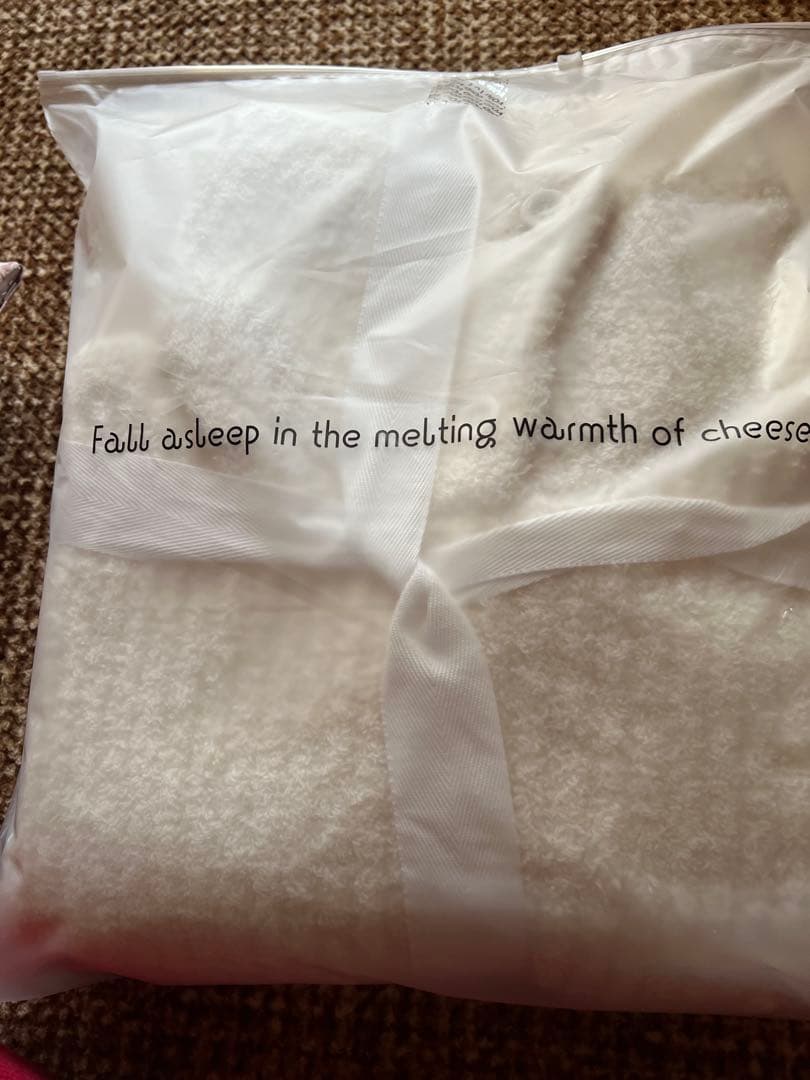 Fall asleep in the melting warmth of cheese